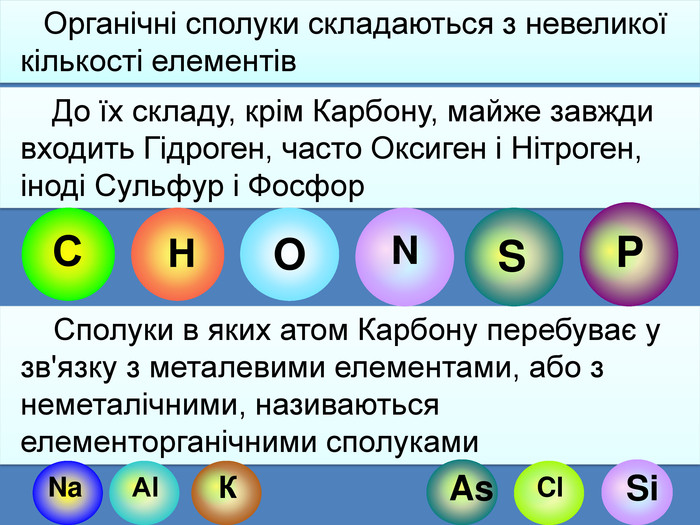 Органічні сполуки складаються з невеликої
кількості елементів
До їх складу, крім Карбону, майже завжди
входить Гідроген, часто Оксиген і Нітроген,
іноді Сульфур і Фосфор
C H O N S P
Сполуки в яких атом Карбону перебуває у
зв'язку з металевими елементами, або з
неметалічними, називаються
елементорганічними сполуками
Na Al К As Cl Si